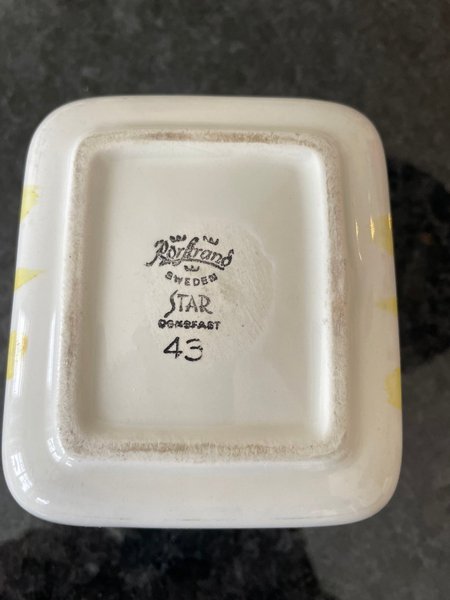 Rörstrand
SWEDEN
STAR
UGNSFAST
43